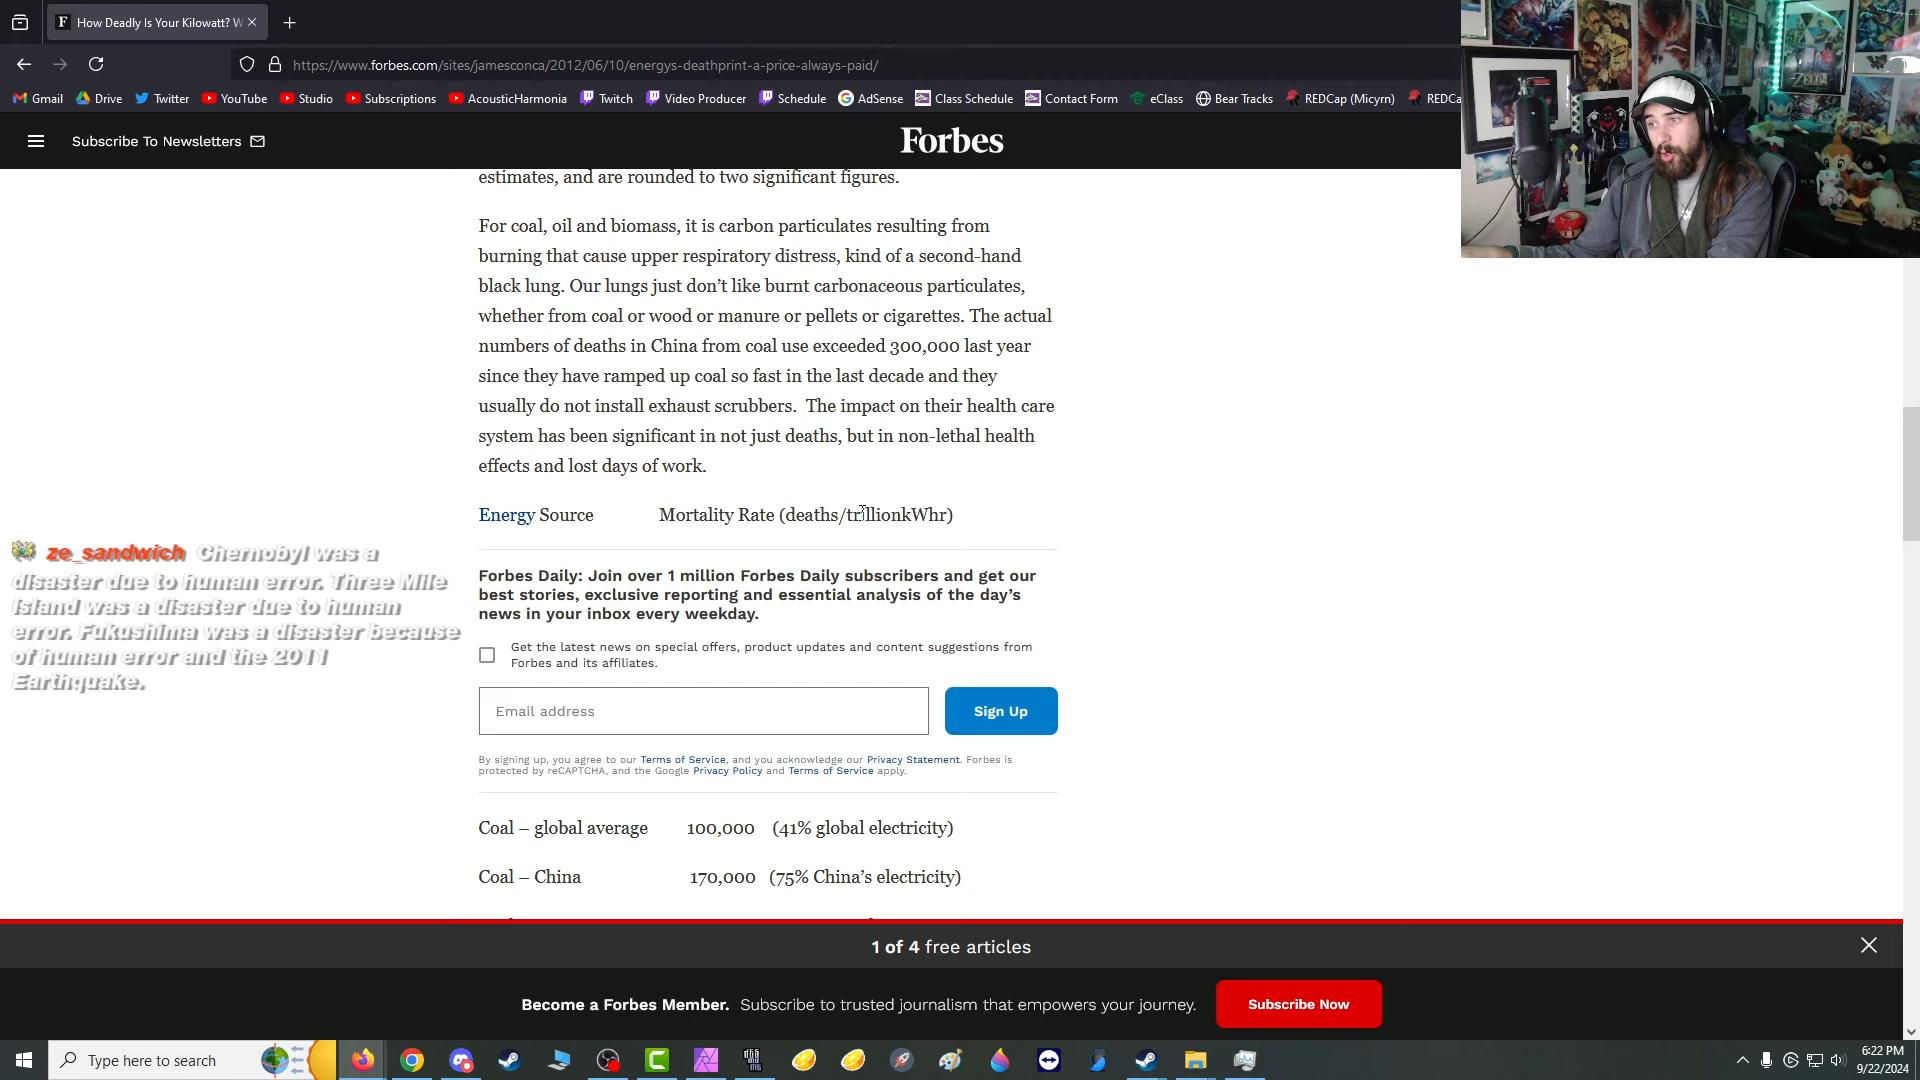 How Deadly Is Your Kilowatt? W
https://www.forbes.com/sites/jamesconca/2012/06/10/energys-deathprint-a-price-always-paid/
Gmail Drive Twitter YouTube Studio Subscriptions AcousticHarmonia Twitch Video Producer Schedule AdSense Class Schedule Contact Form eClass Bear Tracks REDCap (Micyrn) REDCa
Subscribe To Newsletters
Forbes
estimates, and are rounded to two significant figures.
For coal, oil and biomass, it is carbon particulates resulting from
burning that cause upper respiratory distress, kind of a second-hand
black lung. Our lungs just don’t like burnt carbonaceous particulates,
whether from coal or wood or manure or pellets or cigarettes. The actual
numbers of deaths in China from coal use exceeded 300,000 last year
since they have ramped up coal so fast in the last decade and they
usually do not install exhaust scrubbers. The impact on their health care
system has been significant in not just deaths, but in non-lethal health
effects and lost days of work.
Energy Source Mortality Rate (deaths/trillionkWhr)
ze_sandwich Chernobyl was a
disaster due to human error. Three Mile
Island was a disaster due to human
error. Fukushima was a disaster because
of human error and the 2011
Earthquake.
Forbes Daily: Join over 1 million Forbes Daily subscribers and get our
best stories, exclusive reporting and essential analysis of the day’s
news in your inbox every weekday.
Get the latest news on special offers, product updates and content suggestions from
Forbes and its affiliates.
Email address
Sign Up
By signing up, you agree to our Terms of Service, and you acknowledge our Privacy Statement. Forbes is
protected by reCAPTCHA, and the Google Privacy Policy and Terms of Service apply.
Coal – global average 100,000 (41% global electricity)
Coal – China 170,000 (75% China’s electricity)
1 of 4 free articles
Become a Forbes Member. Subscribe to trusted journalism that empowers your journey.
Subscribe Now
Type here to search
6:22 PM
9/22/2024